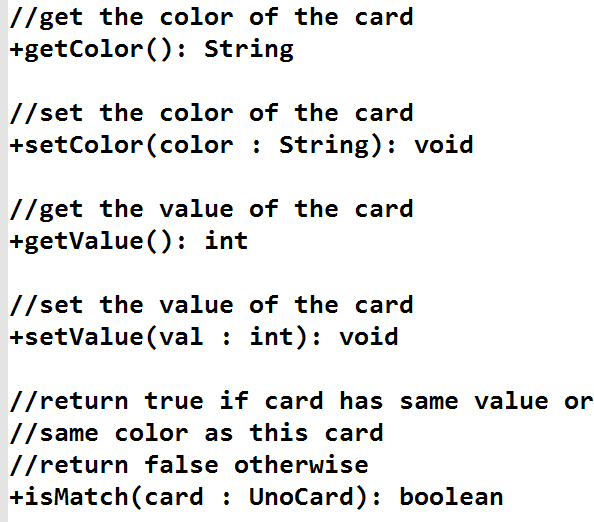 //get the color of the card
+getColor(): String
//set the color of the card
+setColor(color : String): void
//get the value of the card
+getValue(): int
//set the value of the card
+setValue(val : int): void
//return true if card has same value or
//same color as this card
//return false otherwise
+isMatch(card : UnoCard): boolean